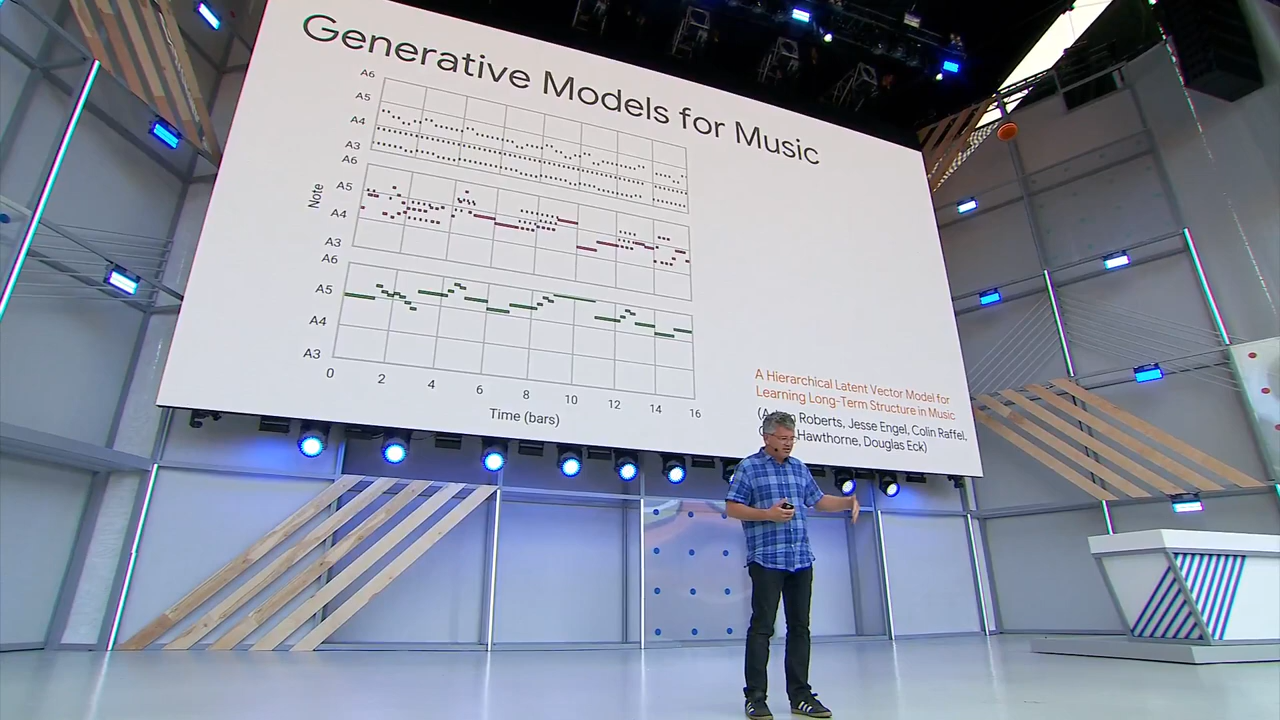 Generative Models for Music
A6
A5
A4
A3
A6
A5
A4
A3
A6
A5
A4
A3
Note
0 2 4 6 8 10 12 14 16
Time (bars)
A Hierarchical Latent Vector Model for
Learning Long-Term Structure in Music
Roberts, Jesse Engel, Colin Raffel,
Hawthorne, Douglas Eck)